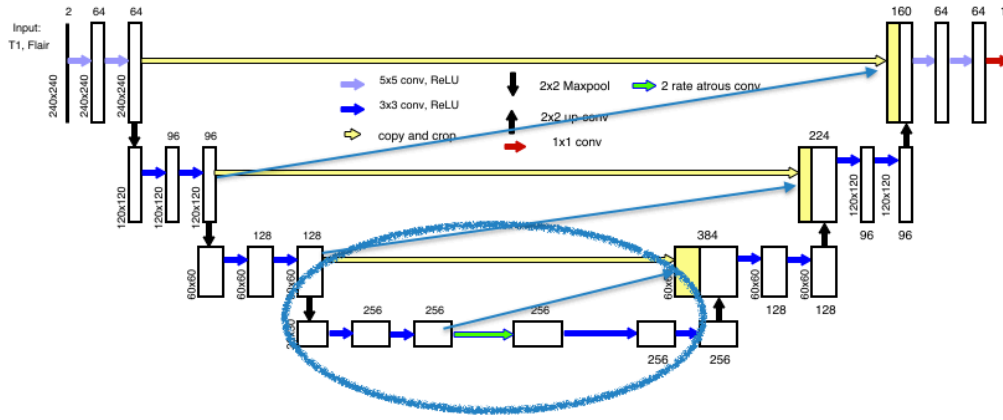 2 64 64 160 64 64 1
Input:
T1, Flair
240x240 240x240 240x240
5x5 conv, ReLU
2x2 Maxpool
2 rate atrous conv
3x3 conv, ReLU
2x2 up-conv
copy and crop
1x1 conv
96 96 224
120x120 120x120 120x120 120x120 120x120
96 96
128 128 384
60x60 60x60 60x60 60x60 60x60 60x60
128 128
256 256 256
256 256